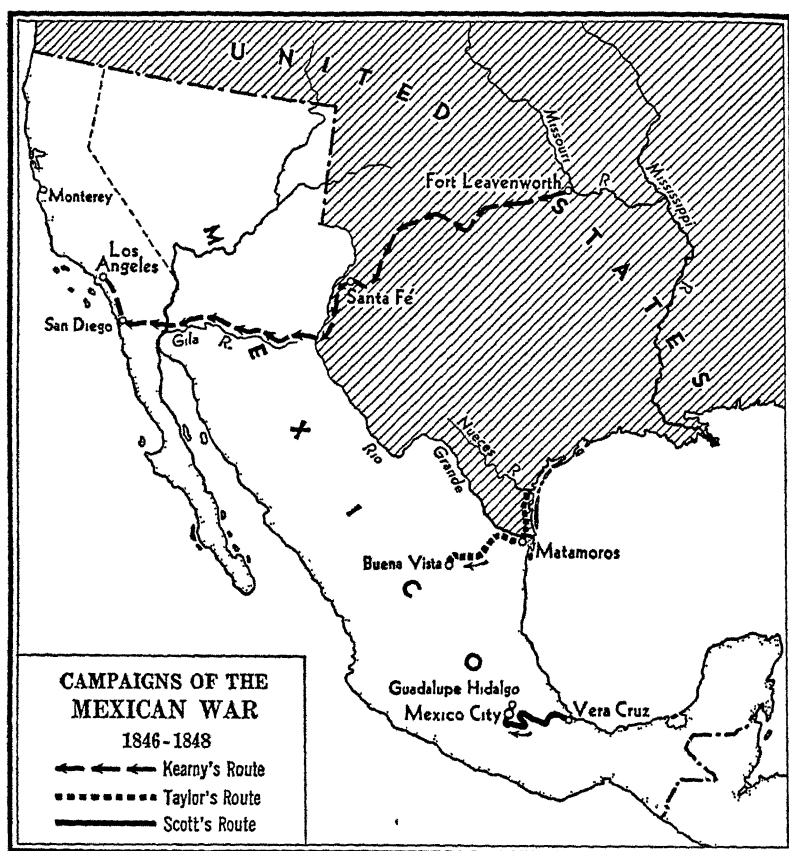 UNITED
STATES
Missouri
R.
Mississippi
R.
Fort Leavenworth
Monterey
Los
Angeles
San Diego
Santa Fé
Gila R.
MEXICO
Rio
Grande
Nueces
R.
Matamoros
Buena Vista
Guadalupe Hidalgo
Mexico City
Vera Cruz
CAMPAIGNS OF THE
MEXICAN WAR
1846-1848
Kearny's Route
Taylor's Route
Scott's Route